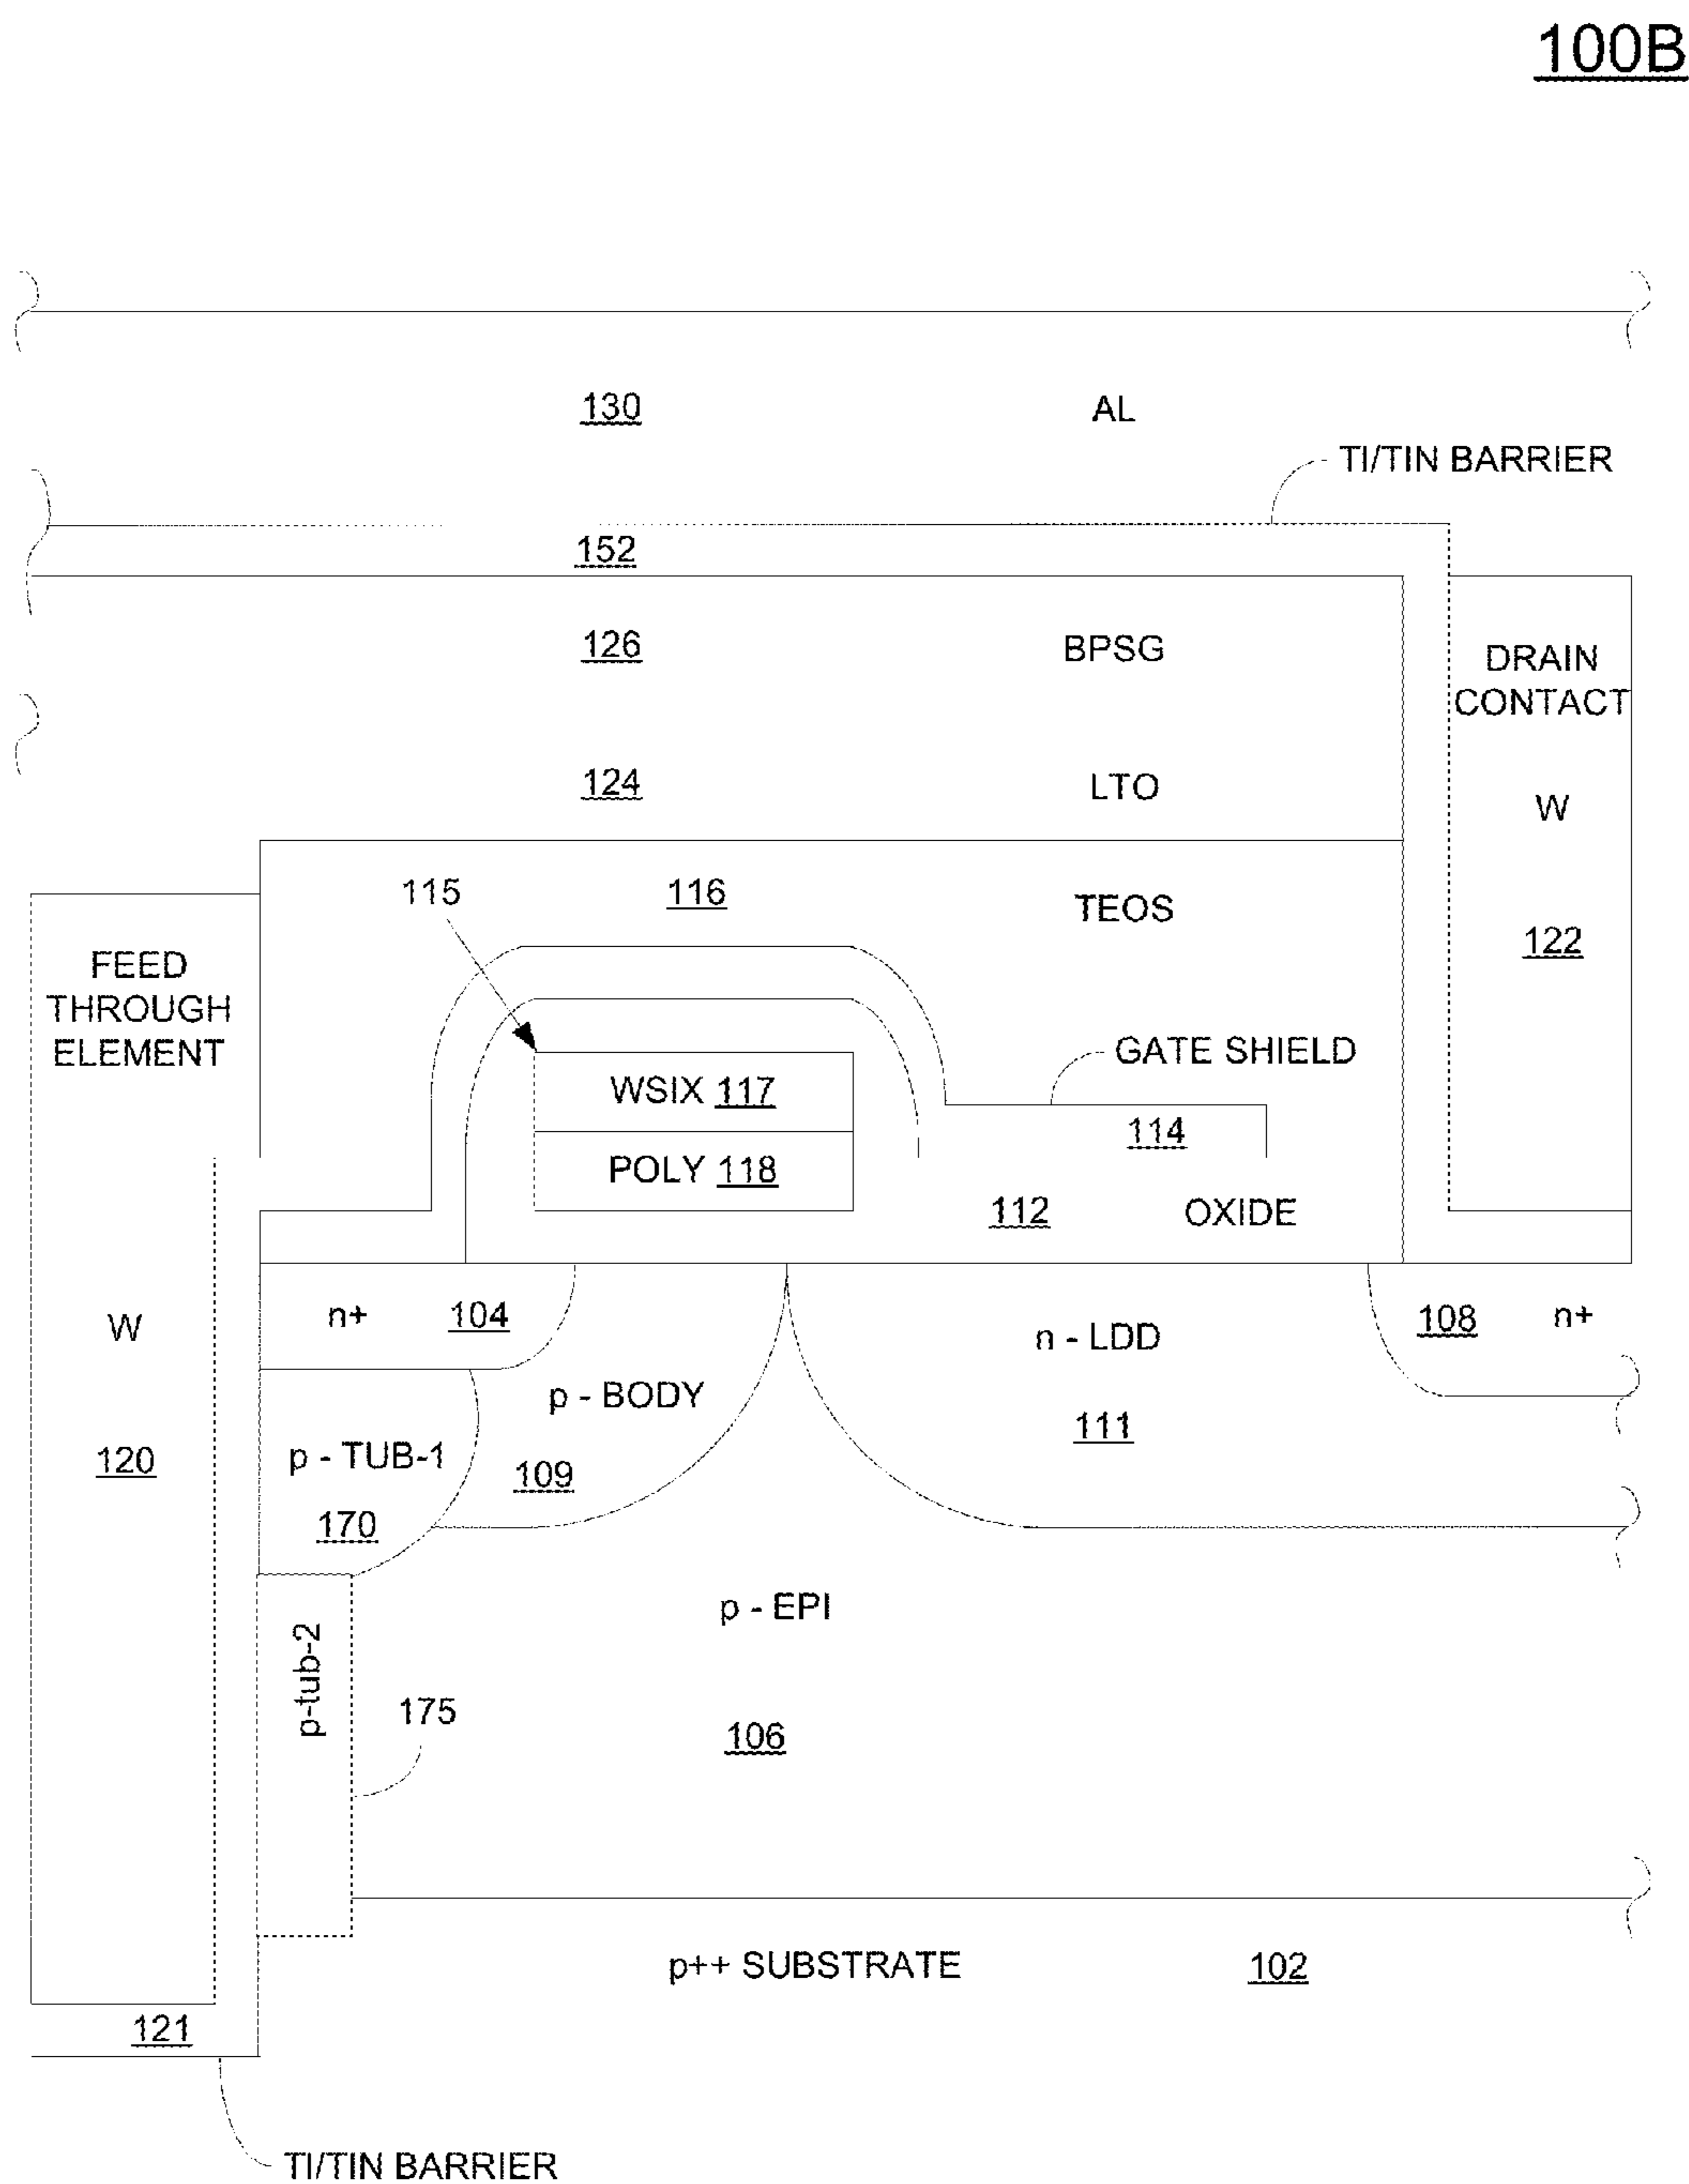 100B
130 AL
TI/TIN BARRIER
152
126 BPSG
DRAIN
CONTACT
124 LTO
W
115 116 TEOS
122
FEED
THROUGH
ELEMENT
GATE SHIELD
WSIX 117
114
POLY 118
112 OXIDE
n+ 104
W
n - LDD
108 n+
p - BODY
111
p - TUB-1
120
109
170
p - EPI
p-tub-2
175
106
p++ SUBSTRATE 102
121
TI/TIN BARRIER